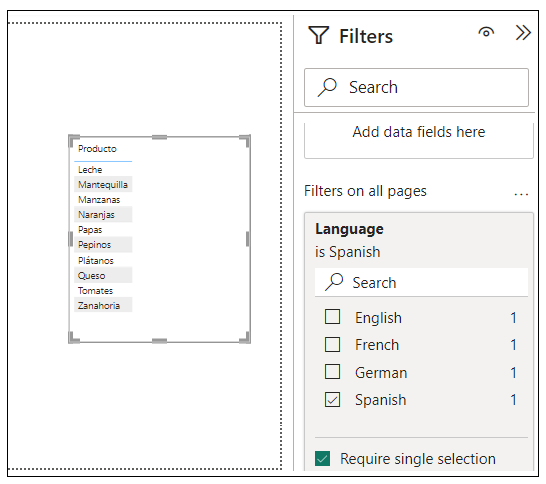 Producto
Leche
Mantequilla
Manzanas
Naranjas
Papas
Pepinos
Plátanos
Queso
Tomates
Zanahoria
Filters
Search
Add data fields here
Filters on all pages ...
Language
is Spanish
Search
English 1
French 1
German 1
Spanish 1
Require single selection